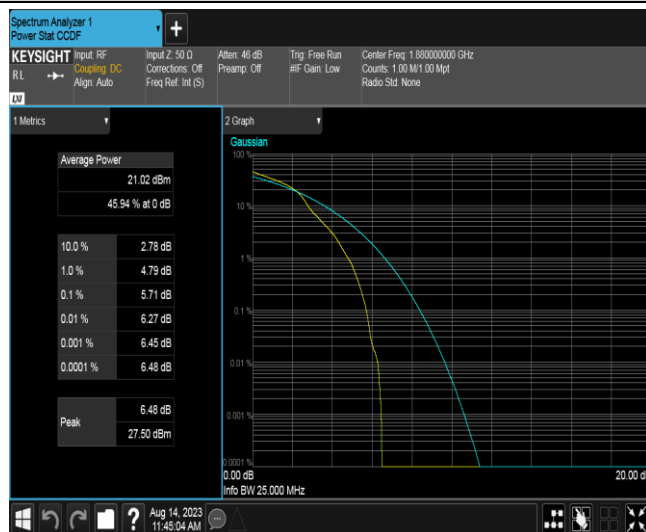 Spectrum Analyzer 1
Power Stat CCDF
+
KEYSIGHT
RL
LXI
Input: RF
Coupling: DC
Align: Auto
Input Z: 50 Ω
Corrections: Off
Freq Ref: Int (S)
Atten: 46 dB
Preamp: Off
Trig: Free Run
#IF Gain: Low
Center Freq: 1.880000000 GHz
Counts: 1.00 M/1.00 Mpt
Radio Std: None
1 Metrics
Average Power
21.02 dBm
45.94 % at 0 dB
10.0 % 2.78 dB
1.0 % 4.79 dB
0.1 % 5.71 dB
0.01 % 6.27 dB
0.001 % 6.45 dB
0.0001 % 6.48 dB
Peak
6.48 dB
27.50 dBm
2 Graph
Gaussian
100 %
10 %
1 %
0.1 %
0.01 %
0.001 %
0.0001 %
0.00 dB 20.00 d
Info BW 25.000 MHz
? Aug 14, 2023
11:45:04 AM